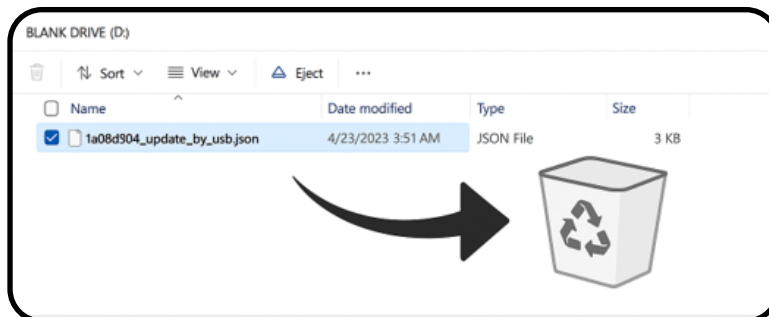 BLANK DRIVE (D:)
Sort View Eject ...
Name Date modified Type Size
1a08d904_update_by_usb.json 4/23/2023 3:51 AM JSON File 3 KB